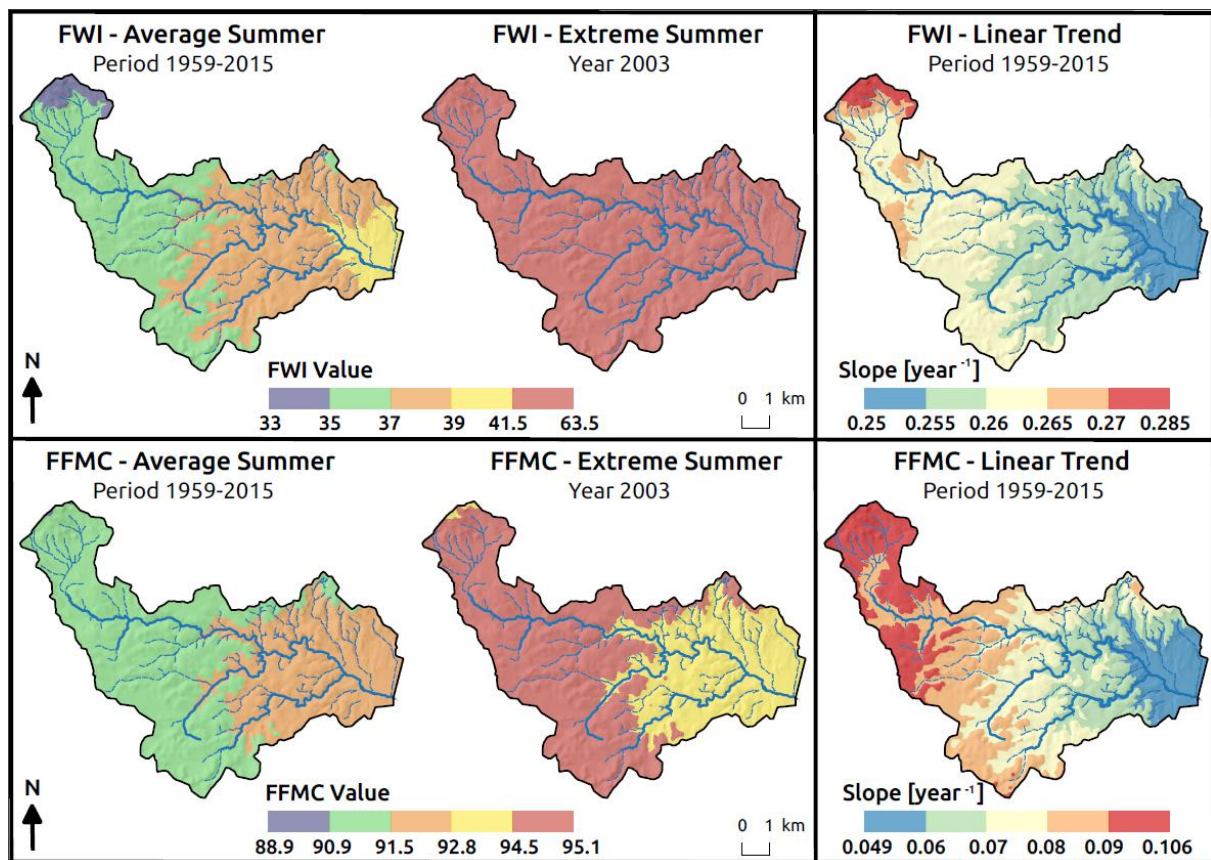 FWI - Average Summer
Period 1959-2015
FWI - Extreme Summer
Year 2003
FWI - Linear Trend
Period 1959-2015
N
FWI Value
33 35 37 39 41.5 63.5
0 1 km
Slope [year⁻¹]
0.25 0.255 0.26 0.265 0.27 0.285
FFMC - Average Summer
Period 1959-2015
FFMC - Extreme Summer
Year 2003
FFMC - Linear Trend
Period 1959-2015
N
FFMC Value
88.9 90.9 91.5 92.8 94.5 95.1
0 1 km
Slope [year⁻¹]
0.049 0.06 0.07 0.08 0.09 0.106